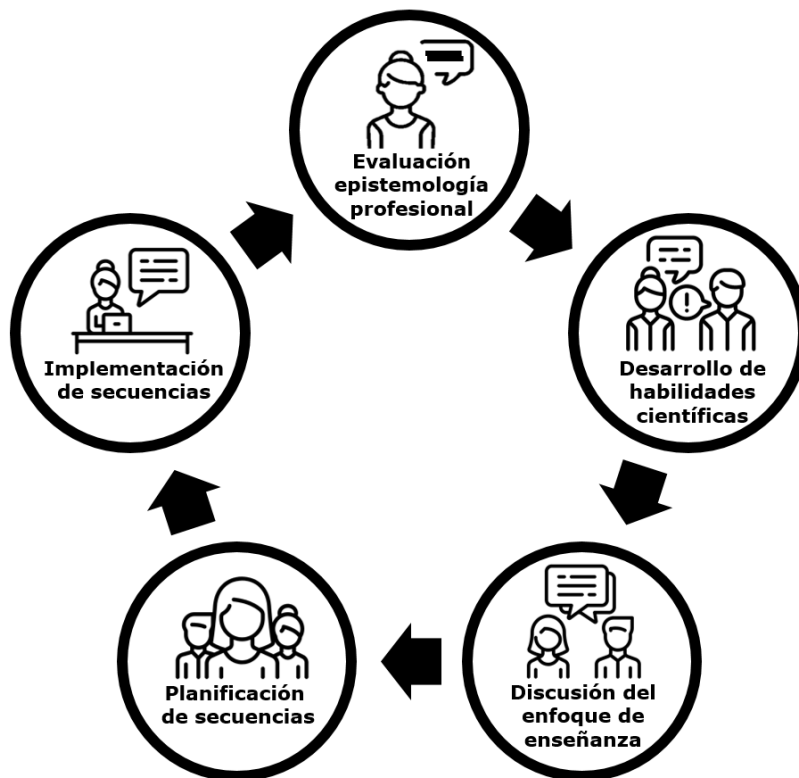 Evaluación
epistemología
profesional
Desarrollo de
habilidades
científicas
Discusión del
enfoque de
enseñanza
Planificación
de secuencias
Implementación
de secuencias